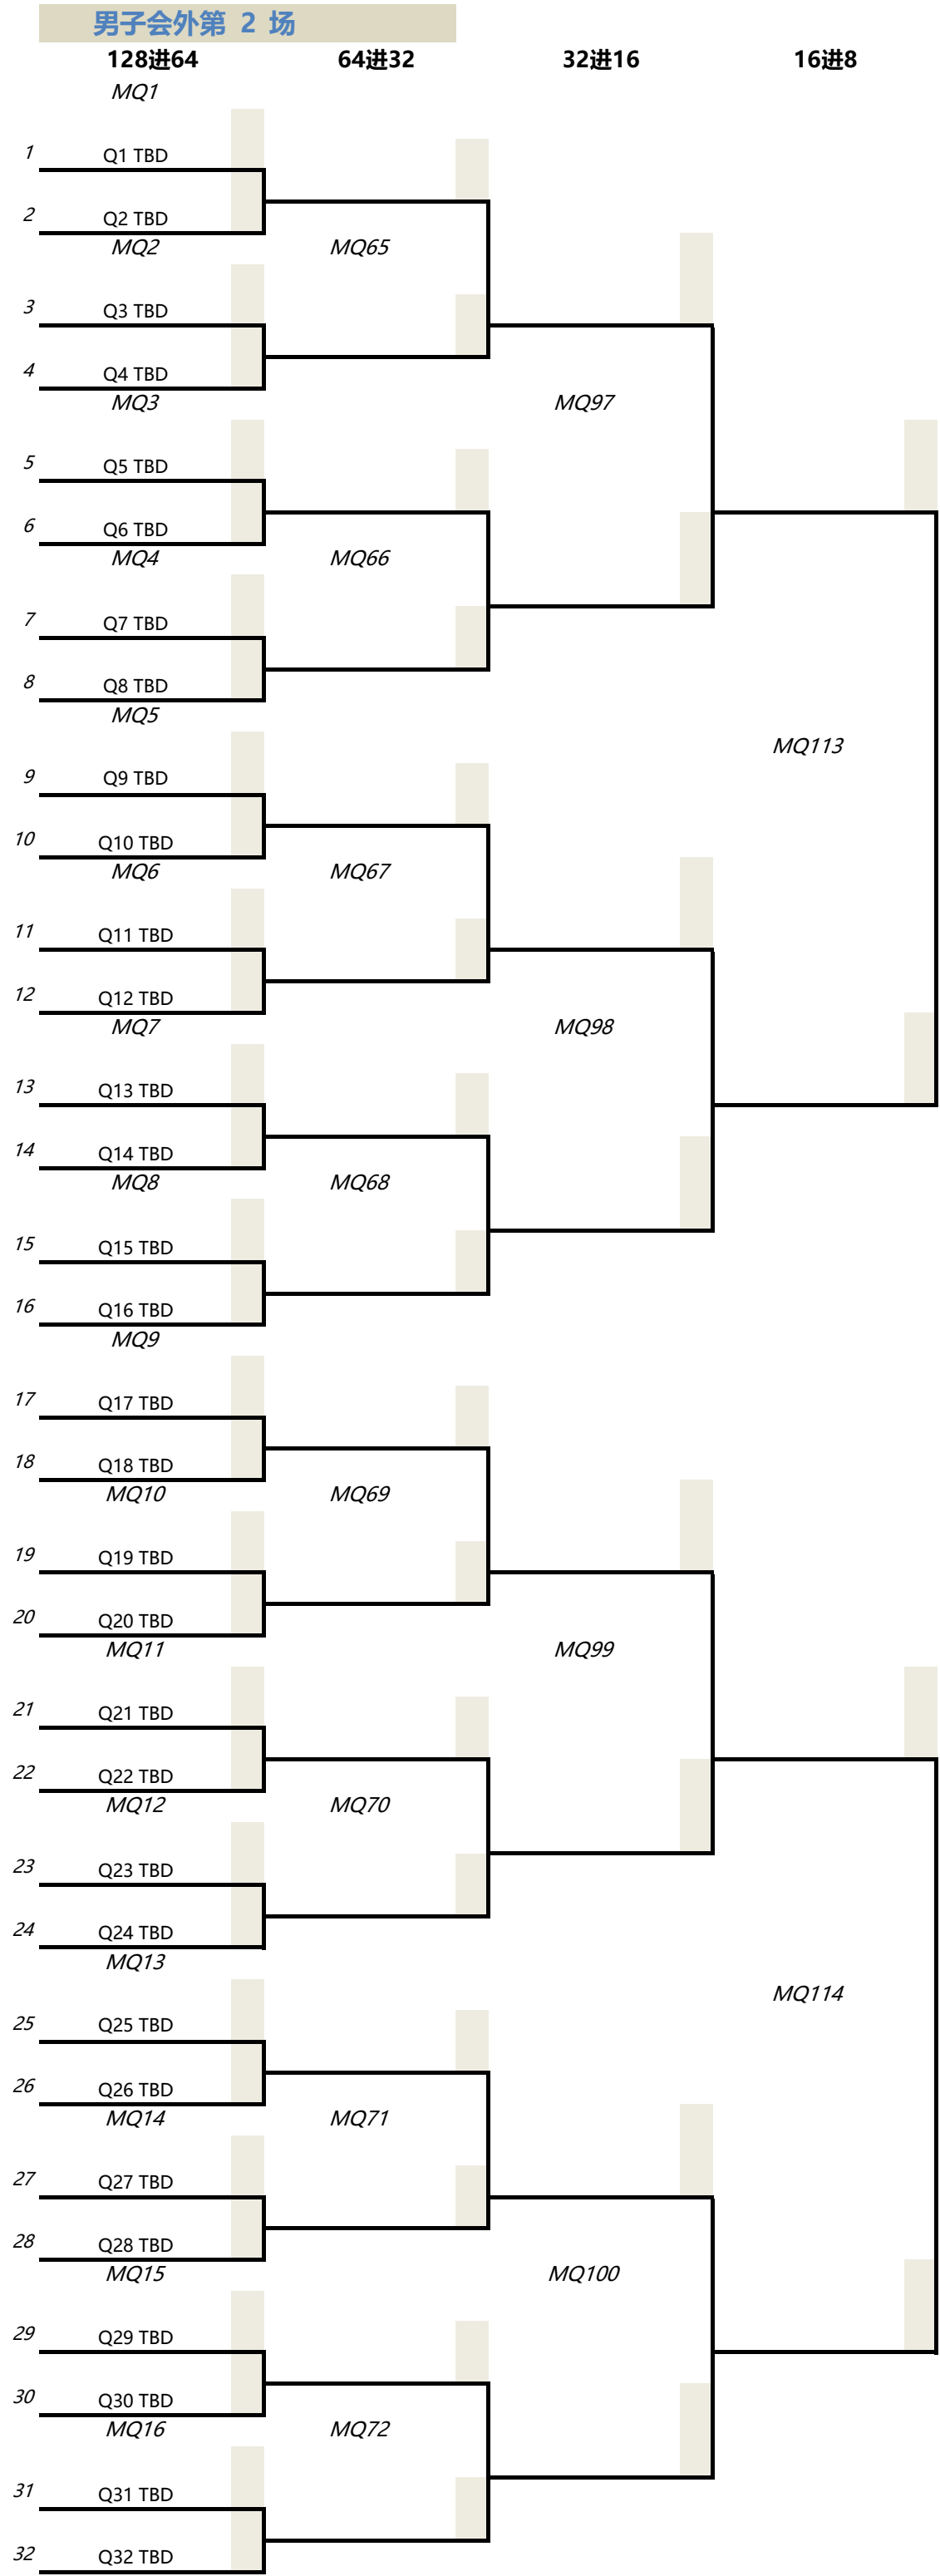 男子会外第 2 场
128进64 64进32 32进16 16进8
MQ1
1 Q1 TBD
2 Q2 TBD
MQ2 MQ65
3 Q3 TBD
4 Q4 TBD
MQ3 MQ97
5 Q5 TBD
6 Q6 TBD
MQ4 MQ66
7 Q7 TBD
8 Q8 TBD
MQ5
MQ113
9 Q9 TBD
10 Q10 TBD
MQ6 MQ67
11 Q11 TBD
12 Q12 TBD
MQ7 MQ98
13 Q13 TBD
14 Q14 TBD
MQ8 MQ68
15 Q15 TBD
16 Q16 TBD
MQ9
17 Q17 TBD
18 Q18 TBD
MQ10 MQ69
19 Q19 TBD
20 Q20 TBD
MQ11 MQ99
21 Q21 TBD
22 Q22 TBD
MQ12 MQ70
23 Q23 TBD
24 Q24 TBD
MQ13
MQ114
25 Q25 TBD
26 Q26 TBD
MQ14 MQ71
27 Q27 TBD
28 Q28 TBD
MQ15 MQ100
29 Q29 TBD
30 Q30 TBD
MQ16 MQ72
31 Q31 TBD
32 Q32 TBD